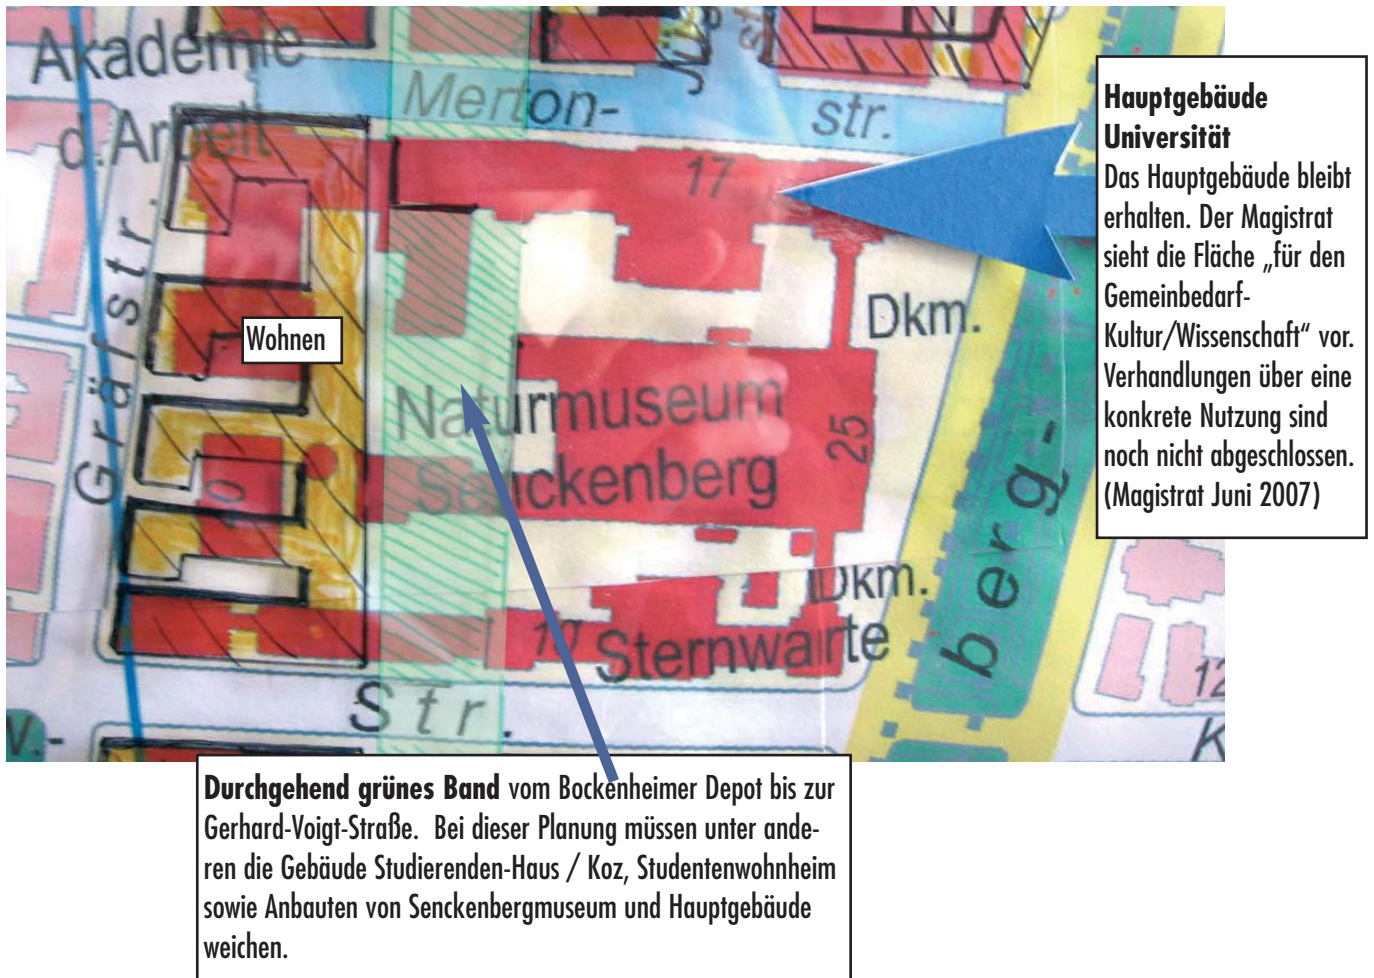 Akademie
d. Arbeit
Merton-
str.
17
Gräfstr.
Wohnen
Dkm.
Naturmuseum
Senckenberg
25
Dkm.
10
Sternwarte
berg-
12
Str.
V.-
K
Hauptgebäude
Universität
Das Hauptgebäude bleibt
erhalten. Der Magistrat
sieht die Fläche „für den
Gemeinbedarf-
Kultur/Wissenschaft“ vor.
Verhandlungen über eine
konkrete Nutzung sind
noch nicht abgeschlossen.
(Magistrat Juni 2007)
Durchgehend grünes Band vom Bockenheimer Depot bis zur
Gerhard-Voigt-Straße. Bei dieser Planung müssen unter ande-
ren die Gebäude Studierenden-Haus / Koz, Studentenwohnheim
sowie Anbauten von Senckenbergmuseum und Hauptgebäude
weichen.